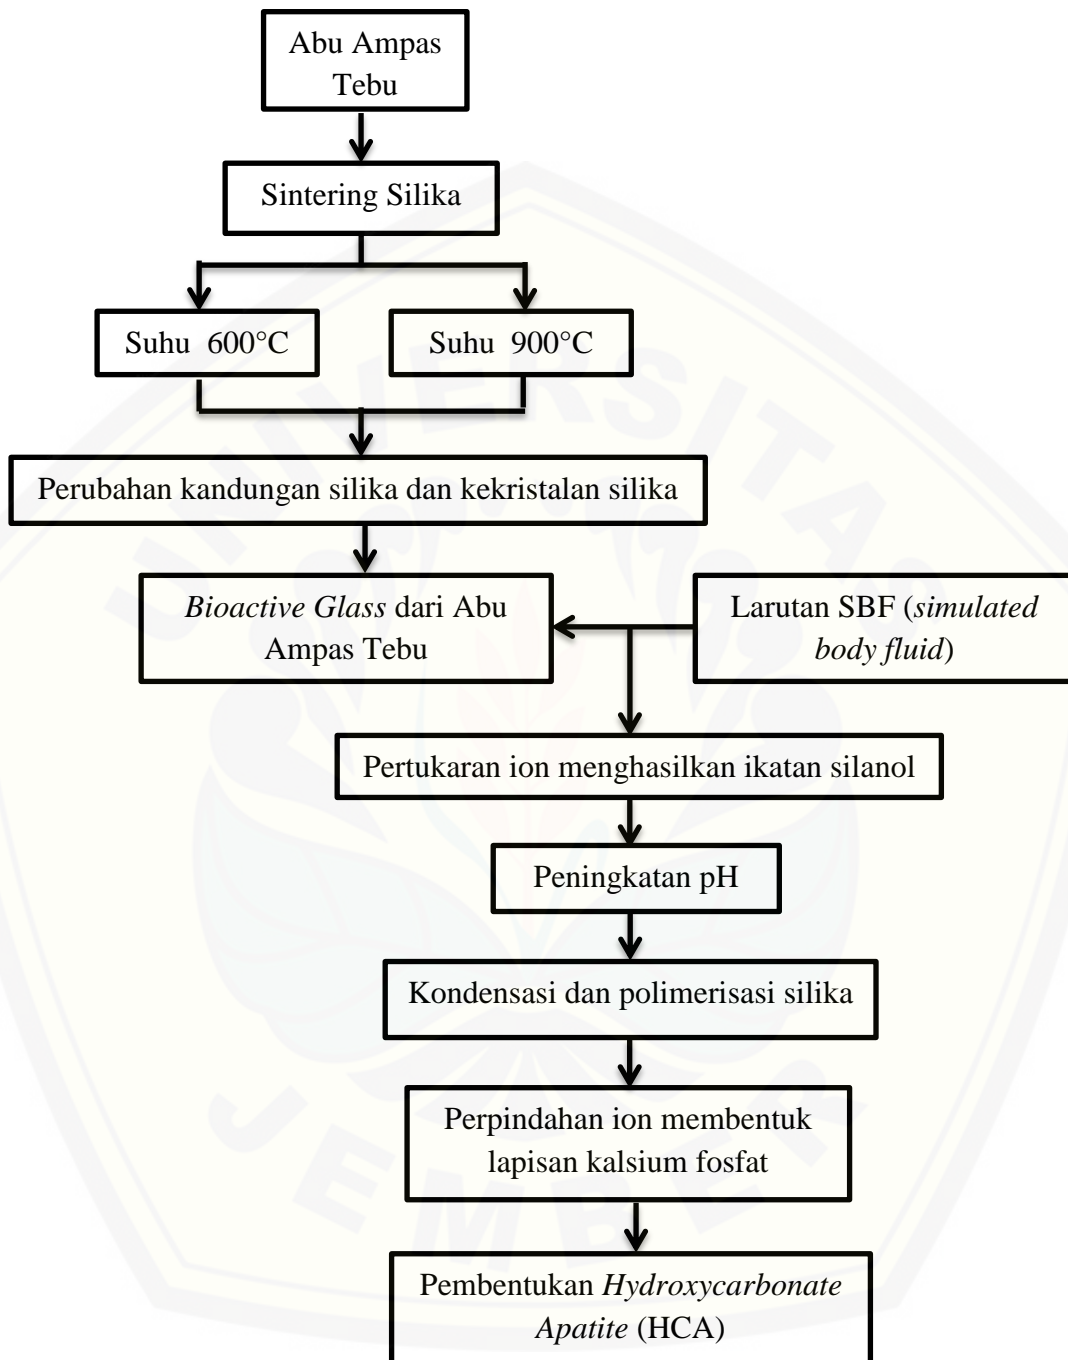 Abu Ampas
Tebu
Sintering Silika
Suhu 600°C
Suhu 900°C
Perubahan kandungan silika dan kekristalan silika
Bioactive Glass dari Abu
Ampas Tebu
Larutan SBF (simulated
body fluid)
Pertukaran ion menghasilkan ikatan silanol
Peningkatan pH
Kondensasi dan polimerisasi silika
Perpindahan ion membentuk
lapisan kalsium fosfat
Pembentukan Hydroxycarbonate
Apatite (HCA)
UNIVERSITAS
JEMBER